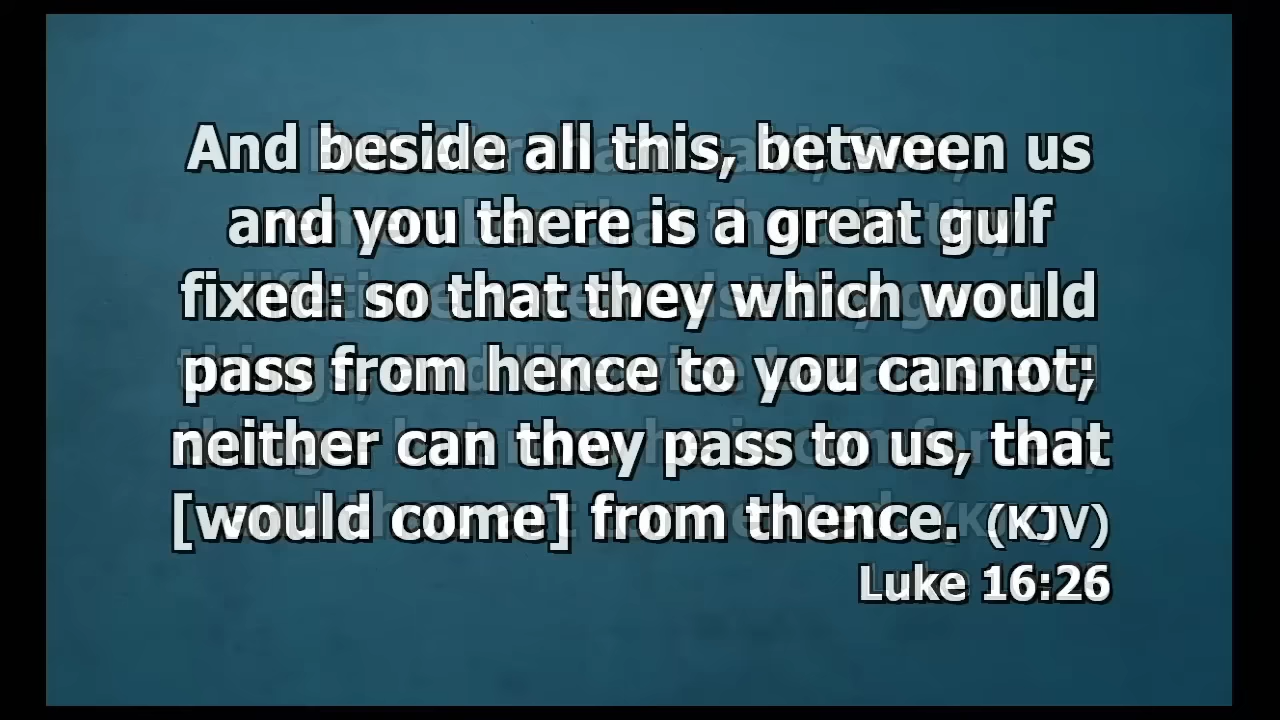 And beside all this, between us
and you there is a great gulf
fixed: so that they which would
pass from hence to you cannot;
neither can they pass to us, that
[would come] from thence. (KJV)
Luke 16:26